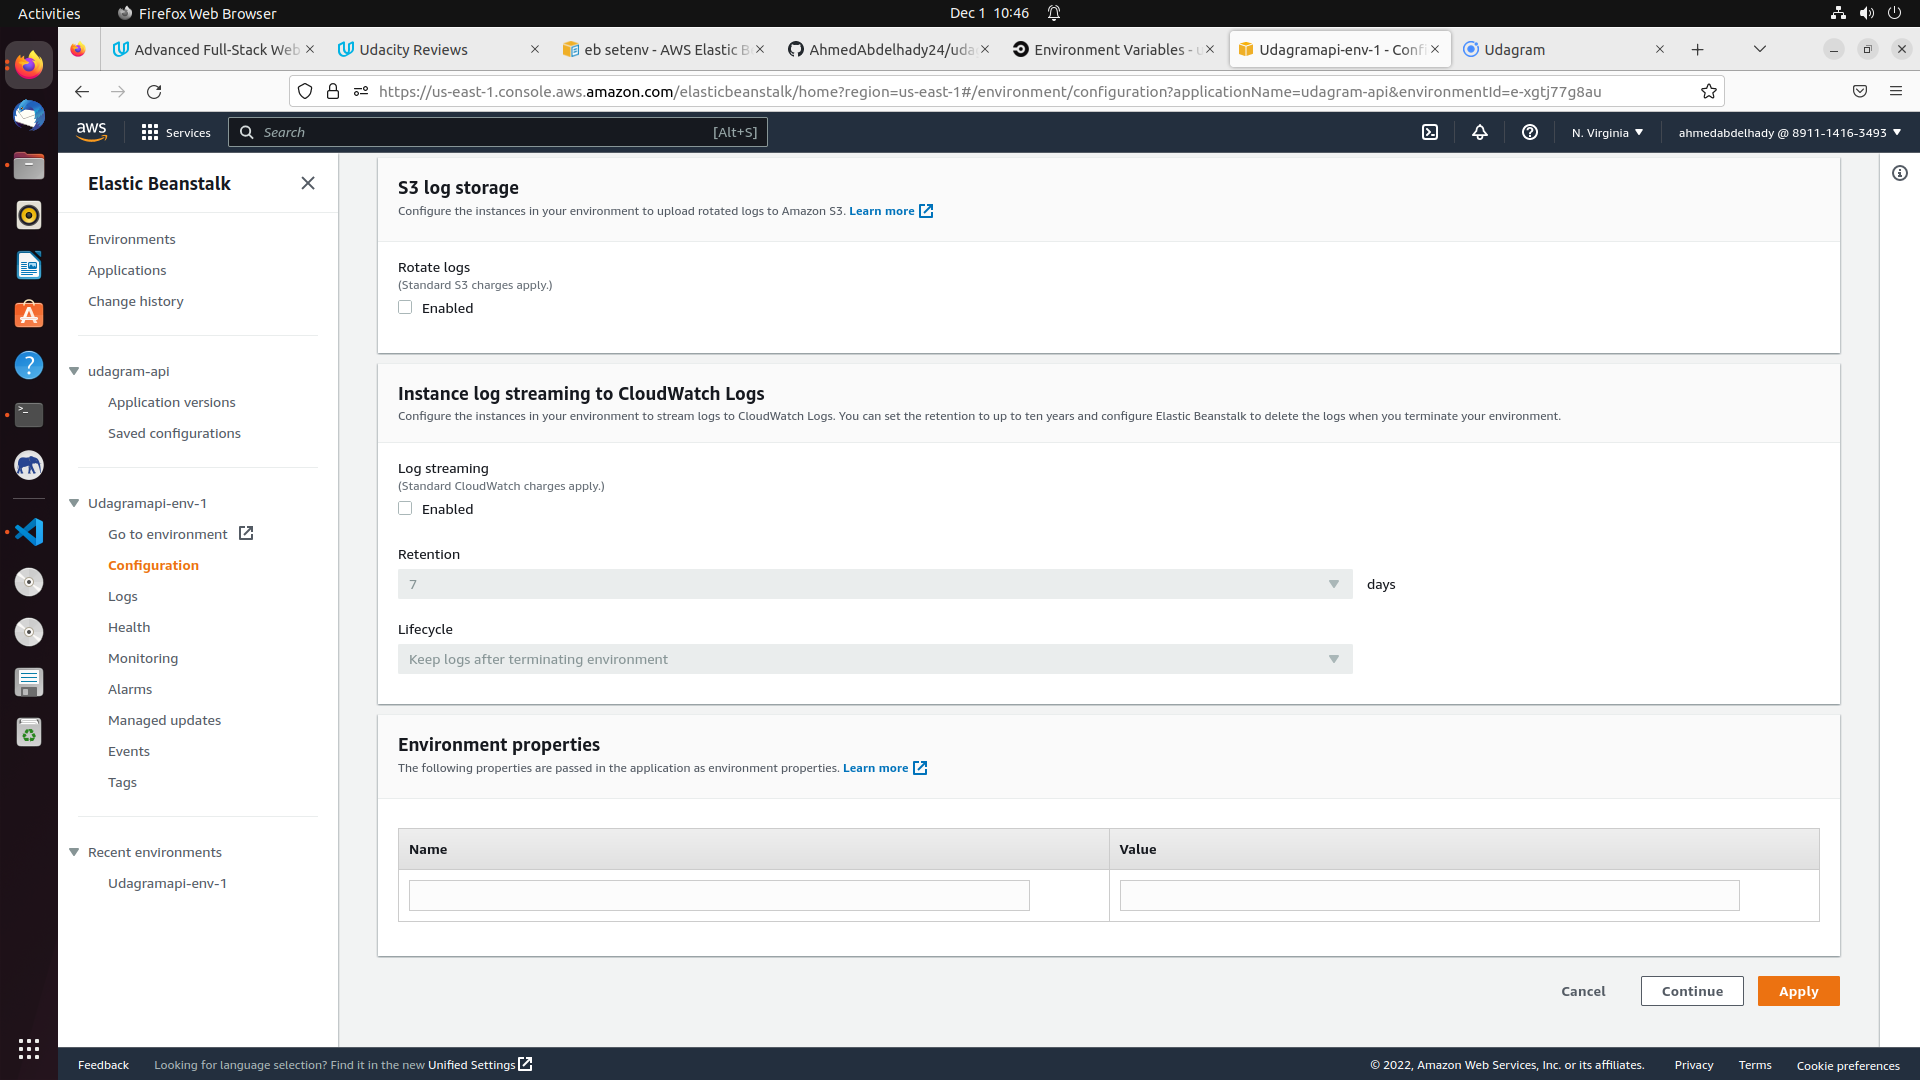 Activities
Firefox Web Browser
Dec 1 10:46
Advanced Full-Stack Web
Udacity Reviews
eb setenv - AWS Elastic B
AhmedAbdelhady24/uda
Environment Variables - u
Udagramapi-env-1 - Confi
Udagram
https://us-east-1.console.aws.amazon.com/elasticbeanstalk/home?region=us-east-1#/environment/configuration?applicationName=udagram-api&environmentId=e-xgtj77g8au
aws
Services
Search
[Alt+S]
N. Virginia
ahmedabdelhady @ 8911-1416-3493
Elastic Beanstalk
Environments
Applications
Change history
udagram-api
Application versions
Saved configurations
Udagramapi-env-1
Go to environment
Configuration
Logs
Health
Monitoring
Alarms
Managed updates
Events
Tags
Recent environments
Udagramapi-env-1
S3 log storage
Configure the instances in your environment to upload rotated logs to Amazon S3. Learn more
Rotate logs
(Standard S3 charges apply.)
Enabled
Instance log streaming to CloudWatch Logs
Configure the instances in your environment to stream logs to CloudWatch Logs. You can set the retention to up to ten years and configure Elastic Beanstalk to delete the logs when you terminate your environment.
Log streaming
(Standard CloudWatch charges apply.)
Enabled
Retention
7
days
Lifecycle
Keep logs after terminating environment
Environment properties
The following properties are passed in the application as environment properties. Learn more
Name
Value
Cancel
Continue
Apply
Feedback
Looking for language selection? Find it in the new Unified Settings
© 2022, Amazon Web Services, Inc. or its affiliates.
Privacy
Terms
Cookie preferences